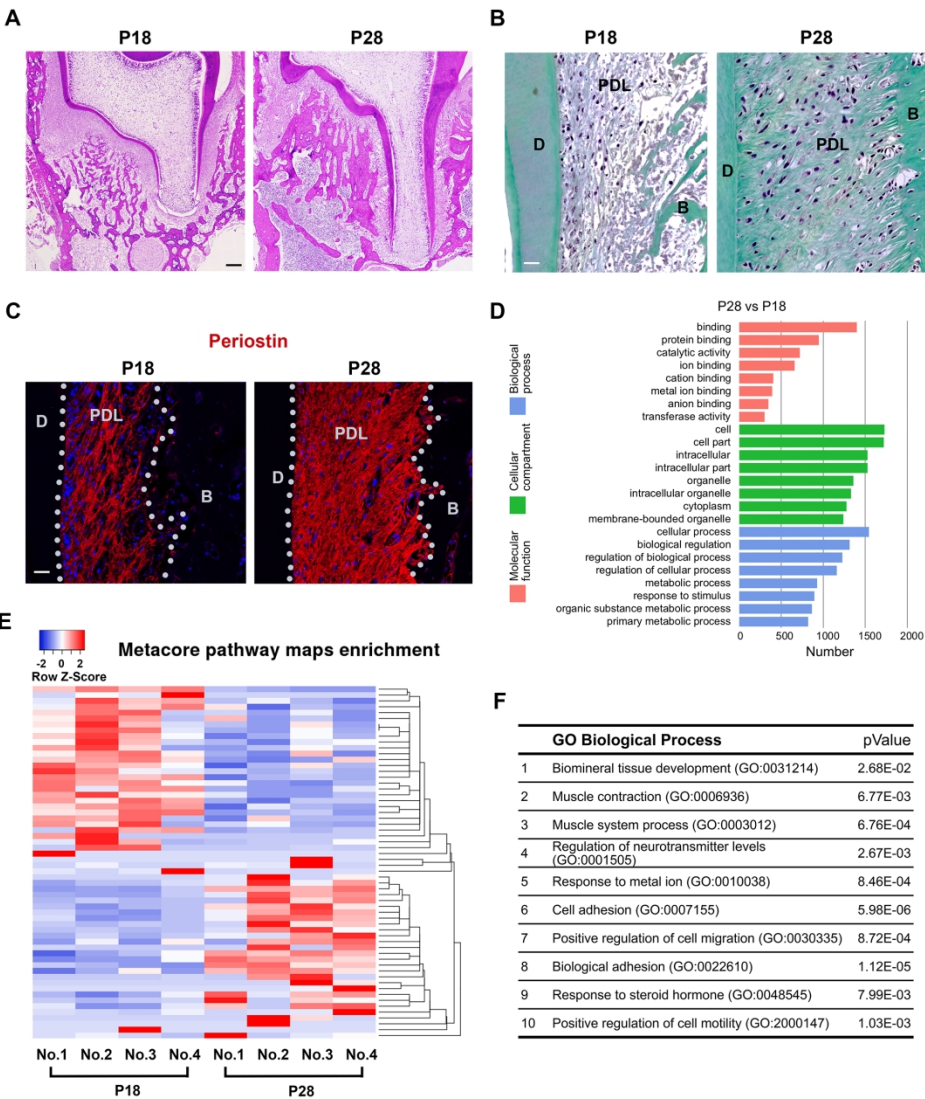 A
P18
P28
B
P18
P28
PDL
D
B
PDL
D
B
C
Periostin
P18
P28
D
PDL
B
D
PDL
B
D
P28 vs P18
Biological
process
Cellular
compartment
Molecular
function
binding
protein binding
catalytic activity
ion binding
cation binding
metal ion binding
anion binding
transferase activity
cell
cell part
intracellular
intracellular part
organelle
intracellular organelle
cytoplasm
membrane-bounded organelle
cellular process
biological regulation
regulation of biological process
regulation of cellular process
metabolic process
response to stimulus
organic substance metabolic process
primary metabolic process
0 500 1000 1500 2000
Number
E
-2 0 2
Row Z-Score
Metacore pathway maps enrichment
No.1 No.2 No.3 No.4 No.1 No.2 No.3 No.4
P18 P28
F
GO Biological Process pValue
1 Biomineral tissue development (GO:0031214) 2.68E-02
2 Muscle contraction (GO:0006936) 6.77E-03
3 Muscle system process (GO:0003012) 6.76E-04
4 Regulation of neurotransmitter levels
(GO:0001505) 2.67E-03
5 Response to metal ion (GO:0010038) 8.46E-04
6 Cell adhesion (GO:0007155) 5.98E-06
7 Positive regulation of cell migration (GO:0030335) 8.72E-04
8 Biological adhesion (GO:0022610) 1.12E-05
9 Response to steroid hormone (GO:0048545) 7.99E-03
10 Positive regulation of cell motility (GO:2000147) 1.03E-03